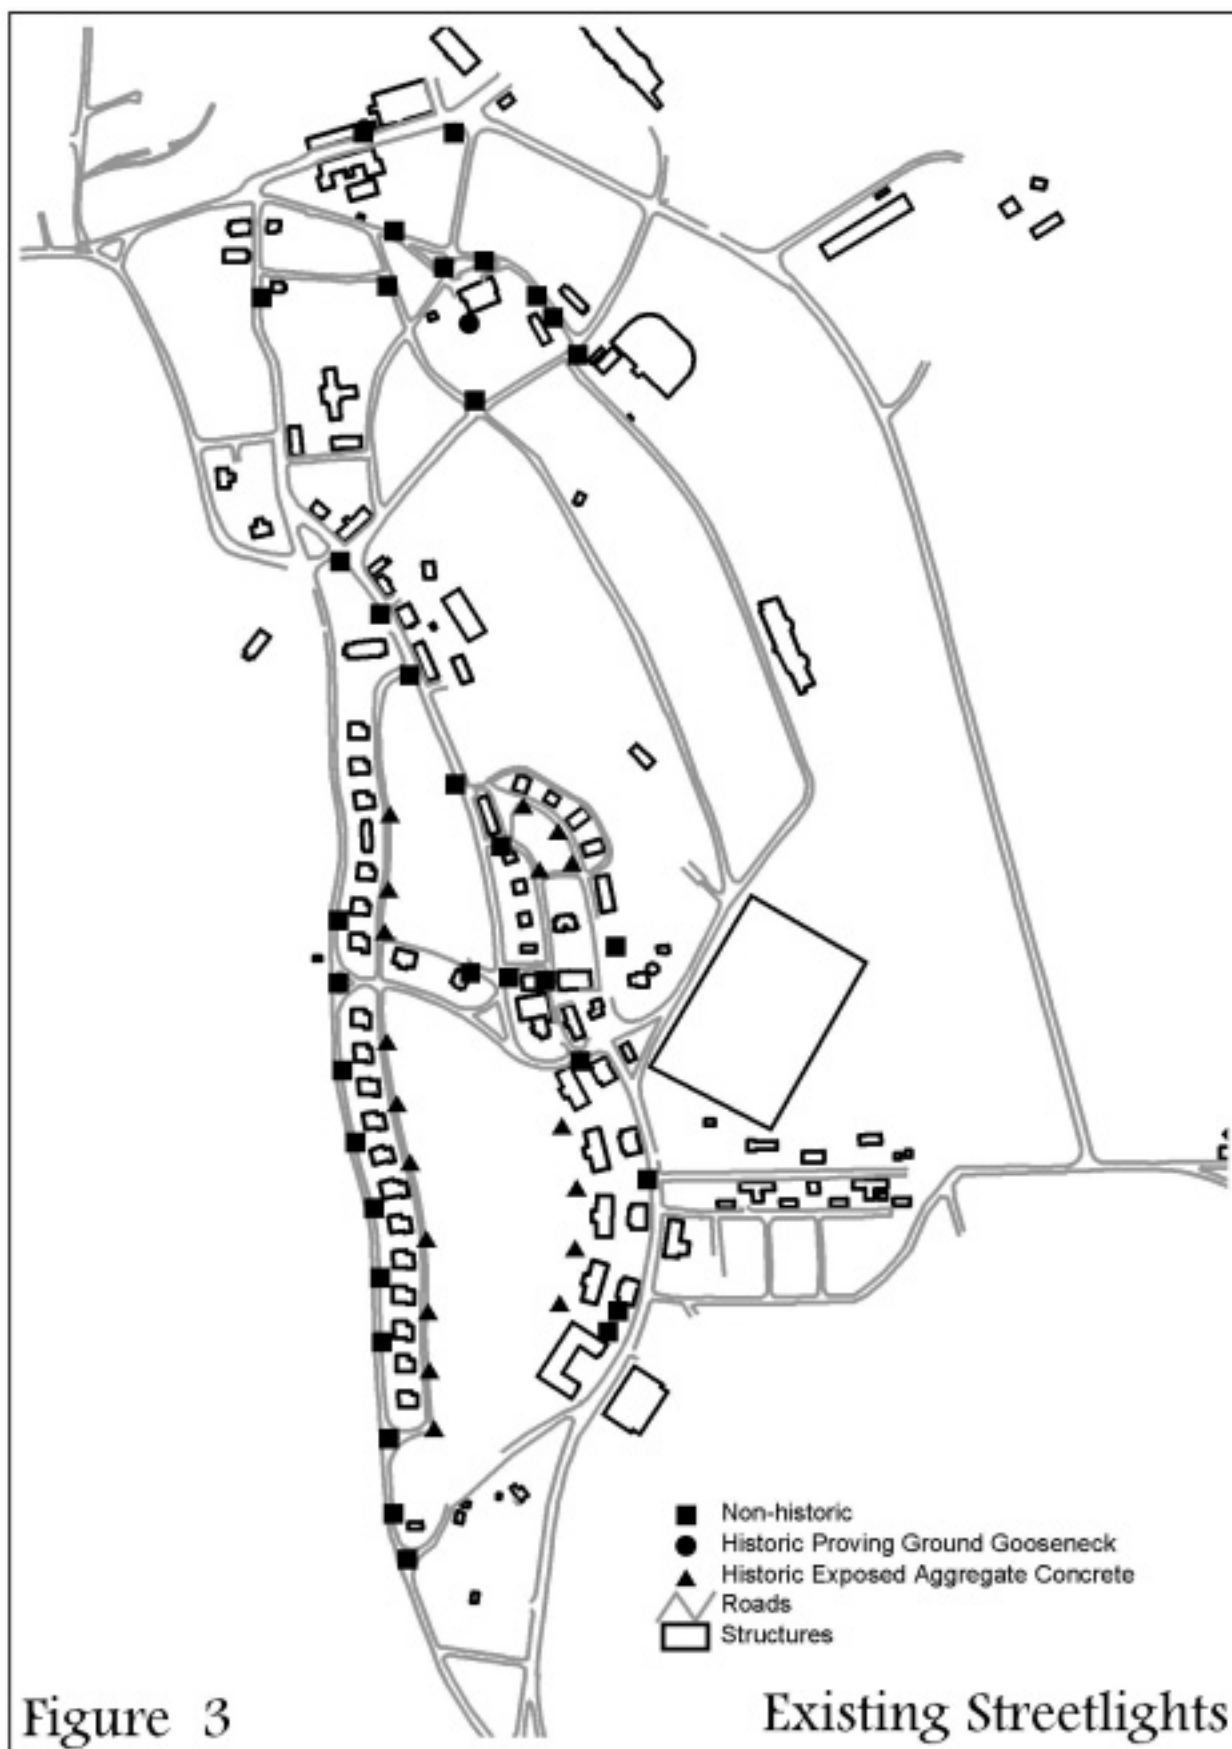 Non-historic
Historic Proving Ground Gooseneck
Historic Exposed Aggregate Concrete
Roads
Structures
Figure 3
Existing Streetlights